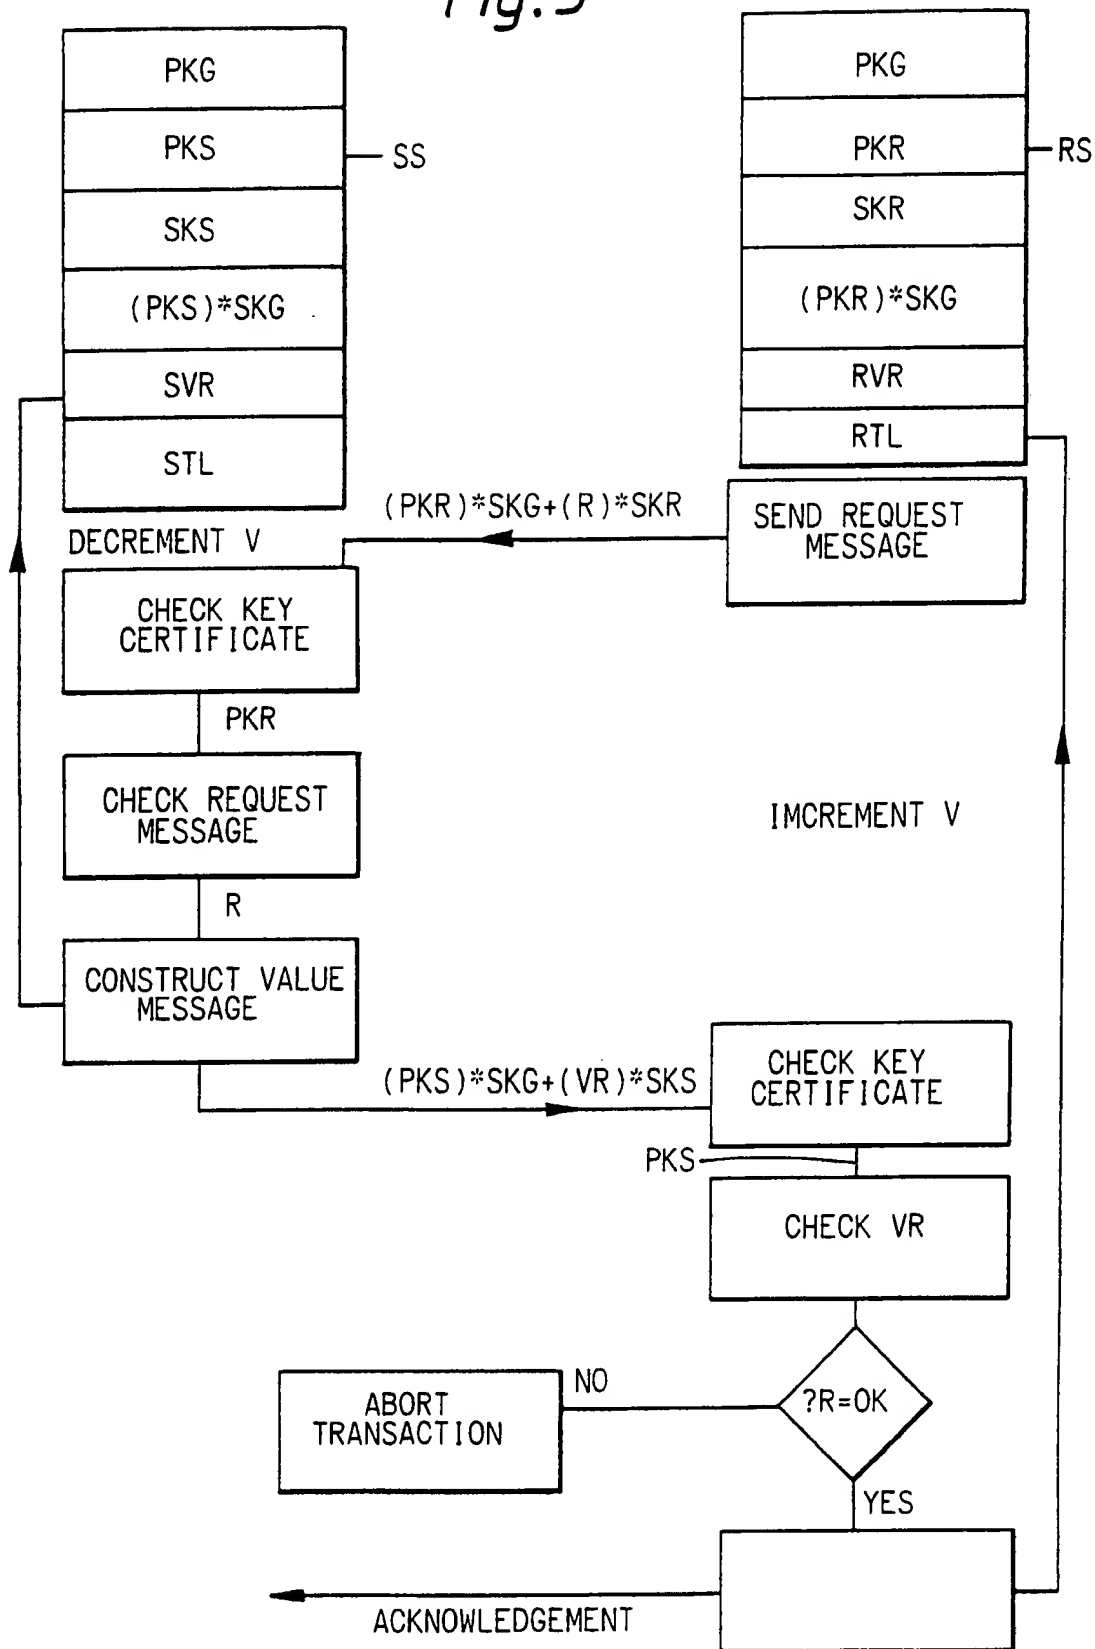 Fig. 3
PKG
PKS
SS
SKS
(PKS)*SKG
SVR
STL
PKG
PKR
RS
SKR
(PKR)*SKG
RVR
RTL
(PKR)*SKG+(R)*SKR
SEND REQUEST
MESSAGE
DECREMENT V
CHECK KEY
CERTIFICATE
PKR
CHECK REQUEST
MESSAGE
IMCREMENT V
R
CONSTRUCT VALUE
MESSAGE
(PKS)*SKG+(VR)*SKS
CHECK KEY
CERTIFICATE
PKS
CHECK VR
?R=OK
NO
ABORT
TRANSACTION
YES
ACKNOWLEDGEMENT